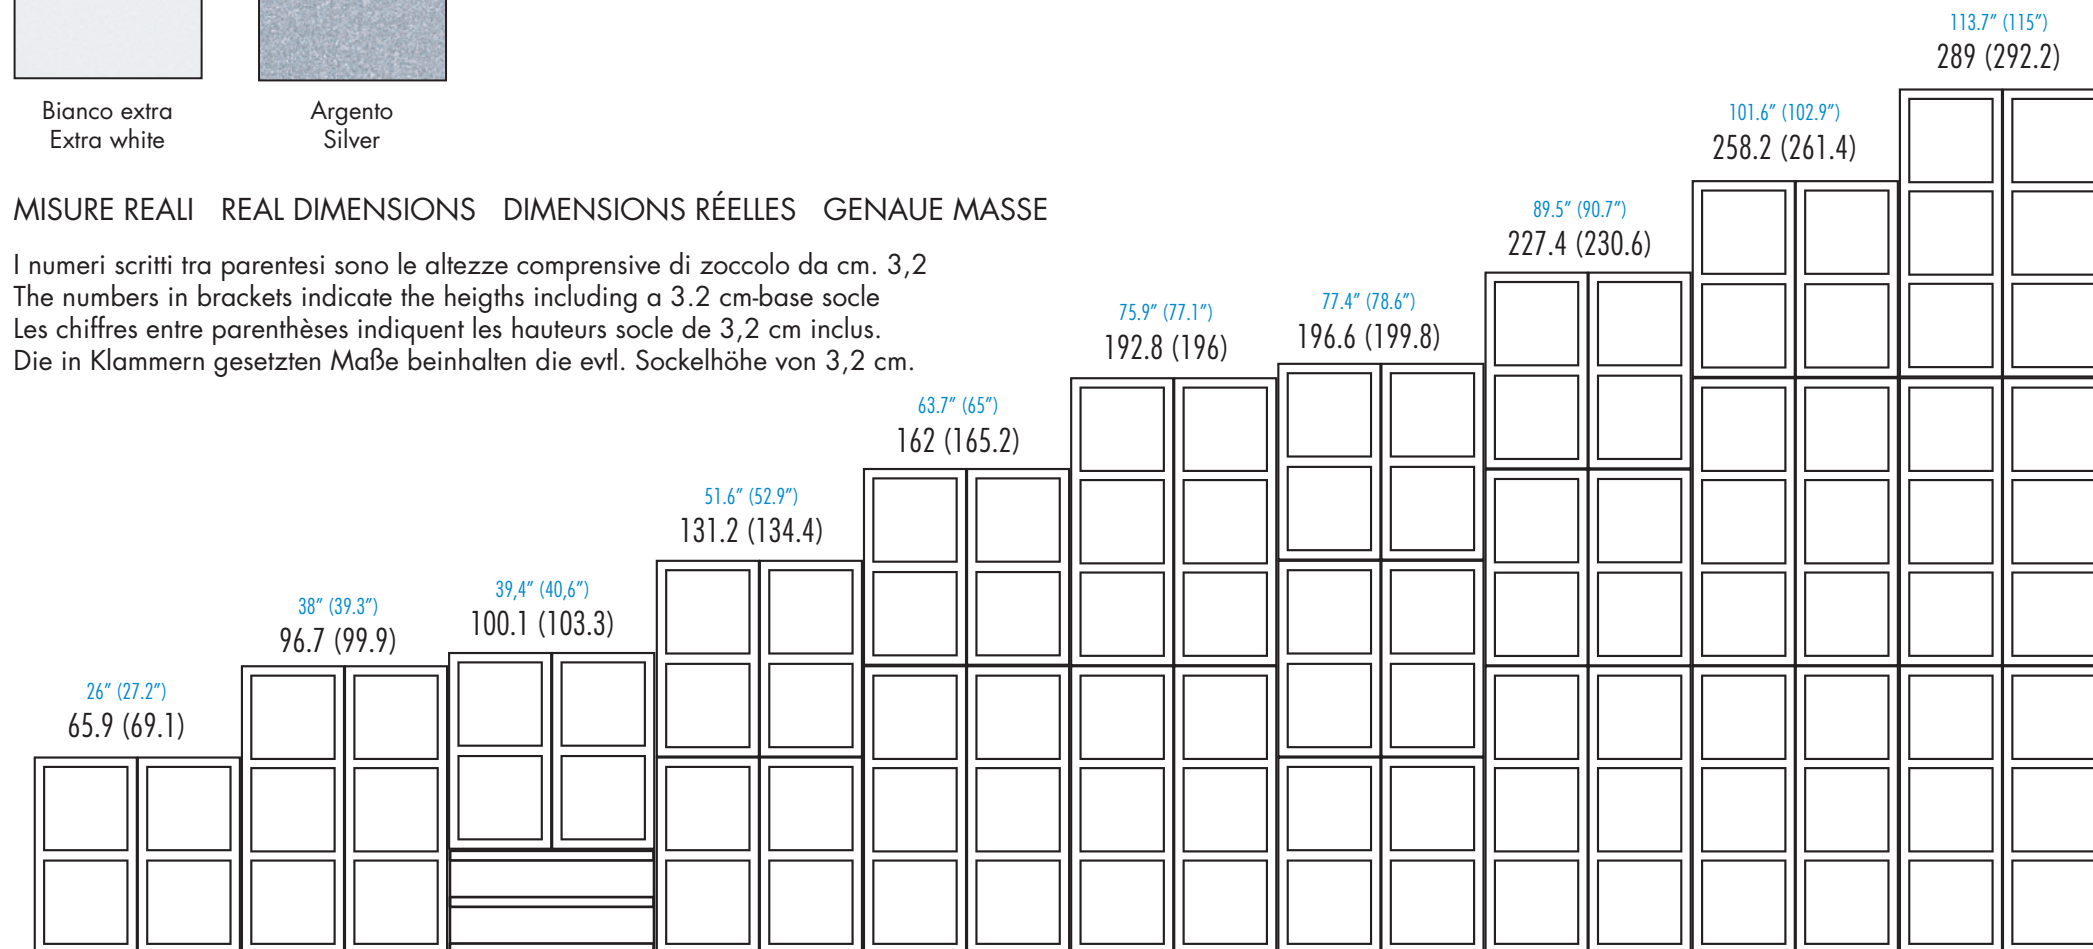 Bianco extra
Extra white
Argento
Silver
MISURE REALI REAL DIMENSIONS DIMENSIONS RÉELLES GENAUE MASSE
I numeri scritti tra parentesi sono le altezze comprensive di zoccolo da cm. 3,2
The numbers in brackets indicate the heigths including a 3.2 cm-base socle
Les chiffres entre parenthèses indiquent les hauteurs socle de 3,2 cm inclus.
Die in Klammern gesetzten Maße beinhalten die evtl. Sockelhöhe von 3,2 cm.
26″ (27.2″)
65.9 (69.1)
38″ (39.3″)
96.7 (99.9)
39,4″ (40,6″)
100.1 (103.3)
51.6″ (52.9″)
131.2 (134.4)
63.7″ (65″)
162 (165.2)
75.9″ (77.1″)
192.8 (196)
77.4″ (78.6″)
196.6 (199.8)
89.5″ (90.7″)
227.4 (230.6)
101.6″ (102.9″)
258.2 (261.4)
113.7″ (115″)
289 (292.2)